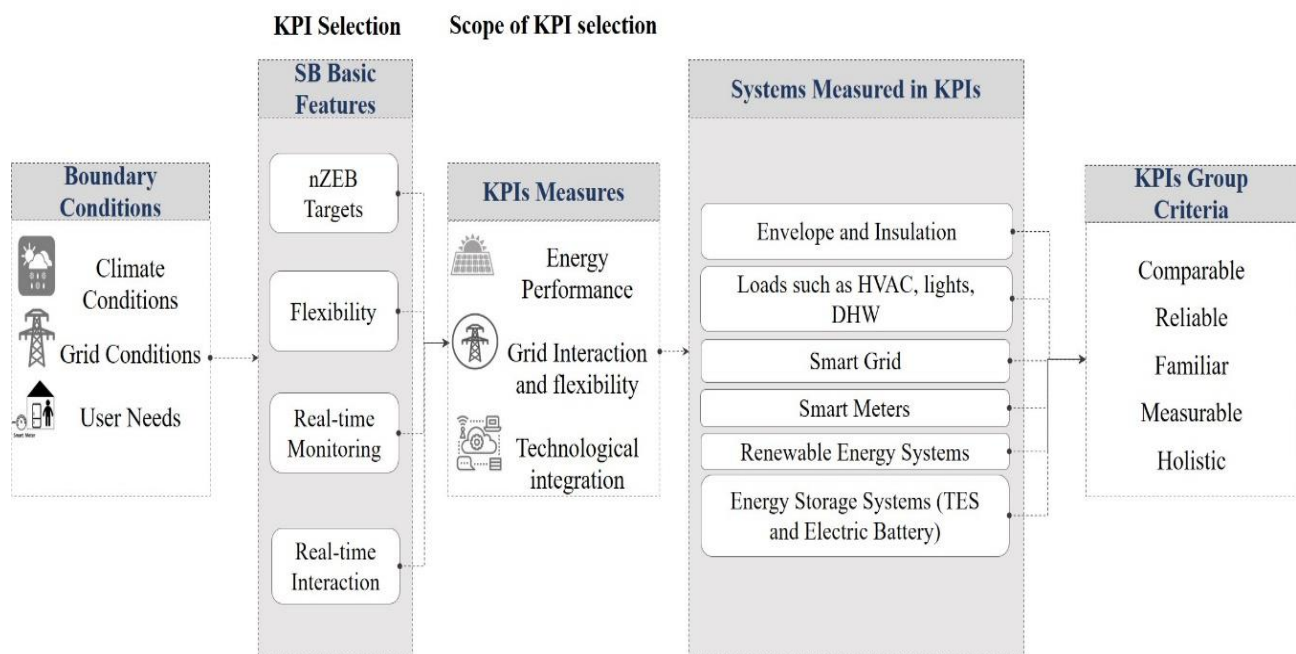 KPI Selection
Scope of KPI selection
SB Basic
Features
Systems Measured in KPIs
Boundary
Conditions
KPIs Measures
KPIs Group
Criteria
Climate
Conditions
Grid Conditions
User Needs
Smart Meter
nZEB
Targets
Flexibility
Real-time
Monitoring
Real-time
Interaction
Energy
Performance
Grid Interaction
and flexibility
Technological
integration
Envelope and Insulation
Loads such as HVAC, lights,
DHW
Smart Grid
Smart Meters
Renewable Energy Systems
Energy Storage Systems (TES
and Electric Battery)
Comparable
Reliable
Familiar
Measurable
Holistic